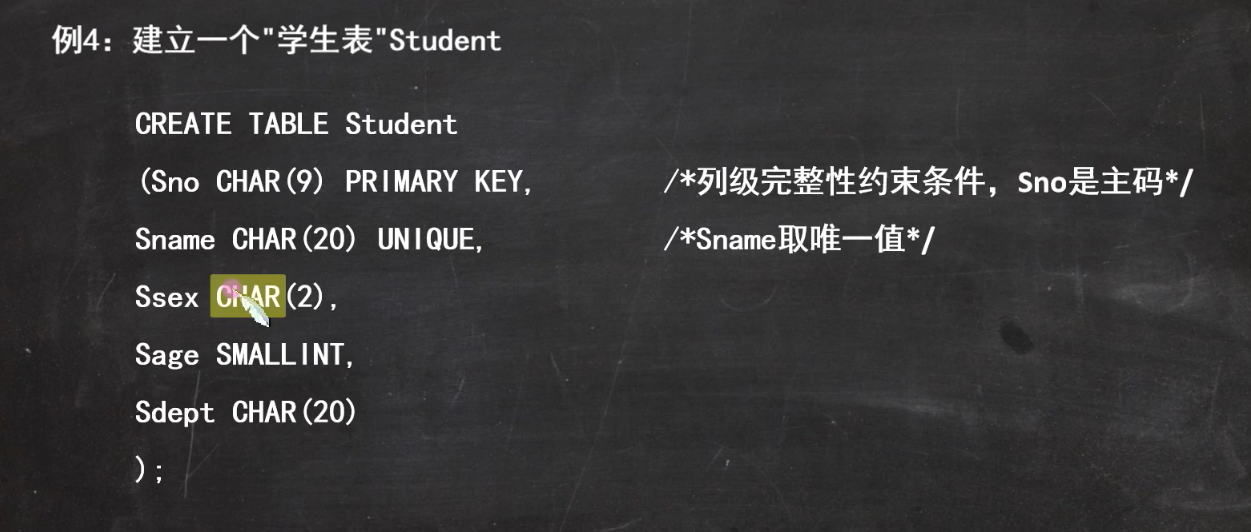 例4: 建立一个"学生表"Student
CREATE TABLE Student
(Sno CHAR(9) PRIMARY KEY, /*列级完整性约束条件，Sno是主码*/
Sname CHAR(20) UNIQUE, /*Sname取唯一值*/
Ssex CHAR(2),
Sage SMALLINT,
Sdept CHAR(20)
);